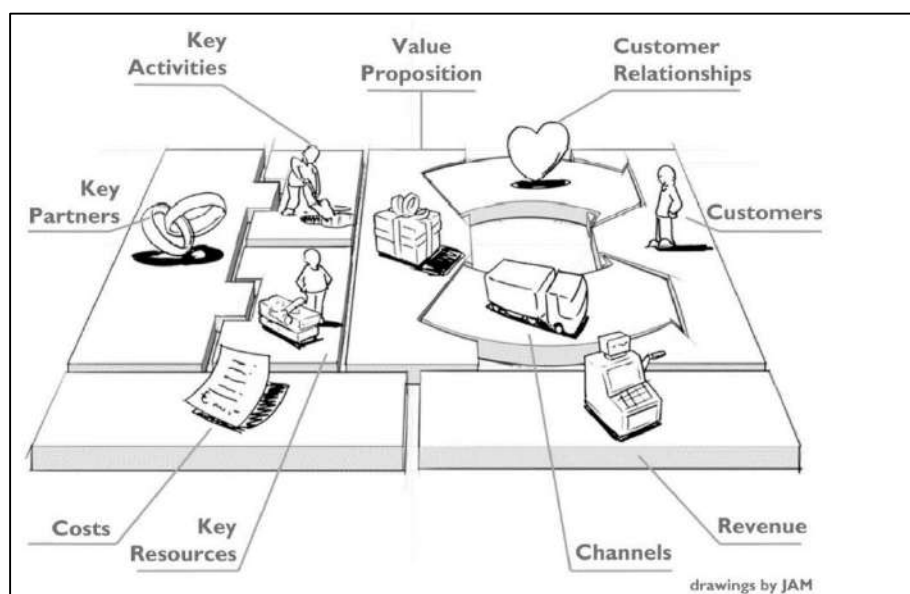 Key
Activities
Value
Proposition
Customer
Relationships
Key
Partners
Customers
Costs
Key
Resources
Channels
Revenue
drawings by JAM